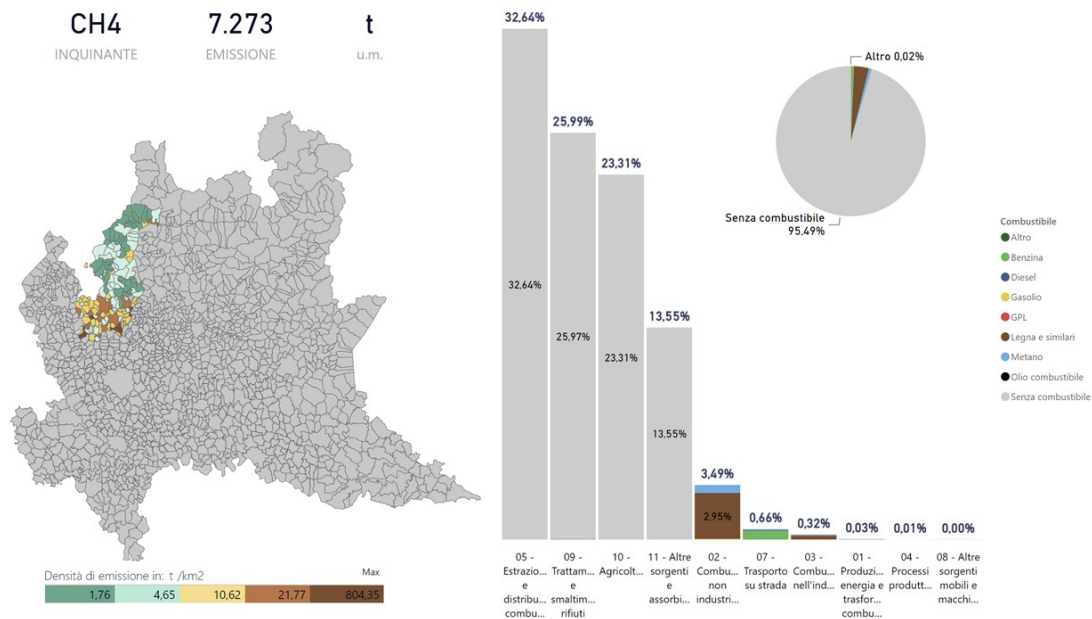 CH4
7.273
t
INQUINANTE
EMISSIONE
u.m.
Densità di emissione in: t /km2
Max
1,76
4,65
10,62
21,77
804,35
32,64%
25,99%
23,31%
13,55%
3,49%
0,66%
0,32%
0,03%
0,01%
0,00%
32,64%
25,97%
23,31%
13,55%
2,95%
05 -
Estrazio...
e
distribu...
combu...
09 -
Trattam...
e
smaltim...
rifiuti
10 -
Agricolt...
11 - Altre
sorgenti
e
assorbi...
02 -
Combu...
non
industri...
07 -
Trasporto
su strada
03 -
Combu...
nell'ind...
01 -
Produzi...
energia e
trasfor...
combu...
04 -
Processi
produtt...
08 - Altre
sorgenti
mobili e
macchi...
Altro 0,02%
Senza combustibile
95,49%
Combustibile
Altro
Benzina
Diesel
Gasolio
GPL
Legna e similari
Metano
Olio combustibile
Senza combustibile